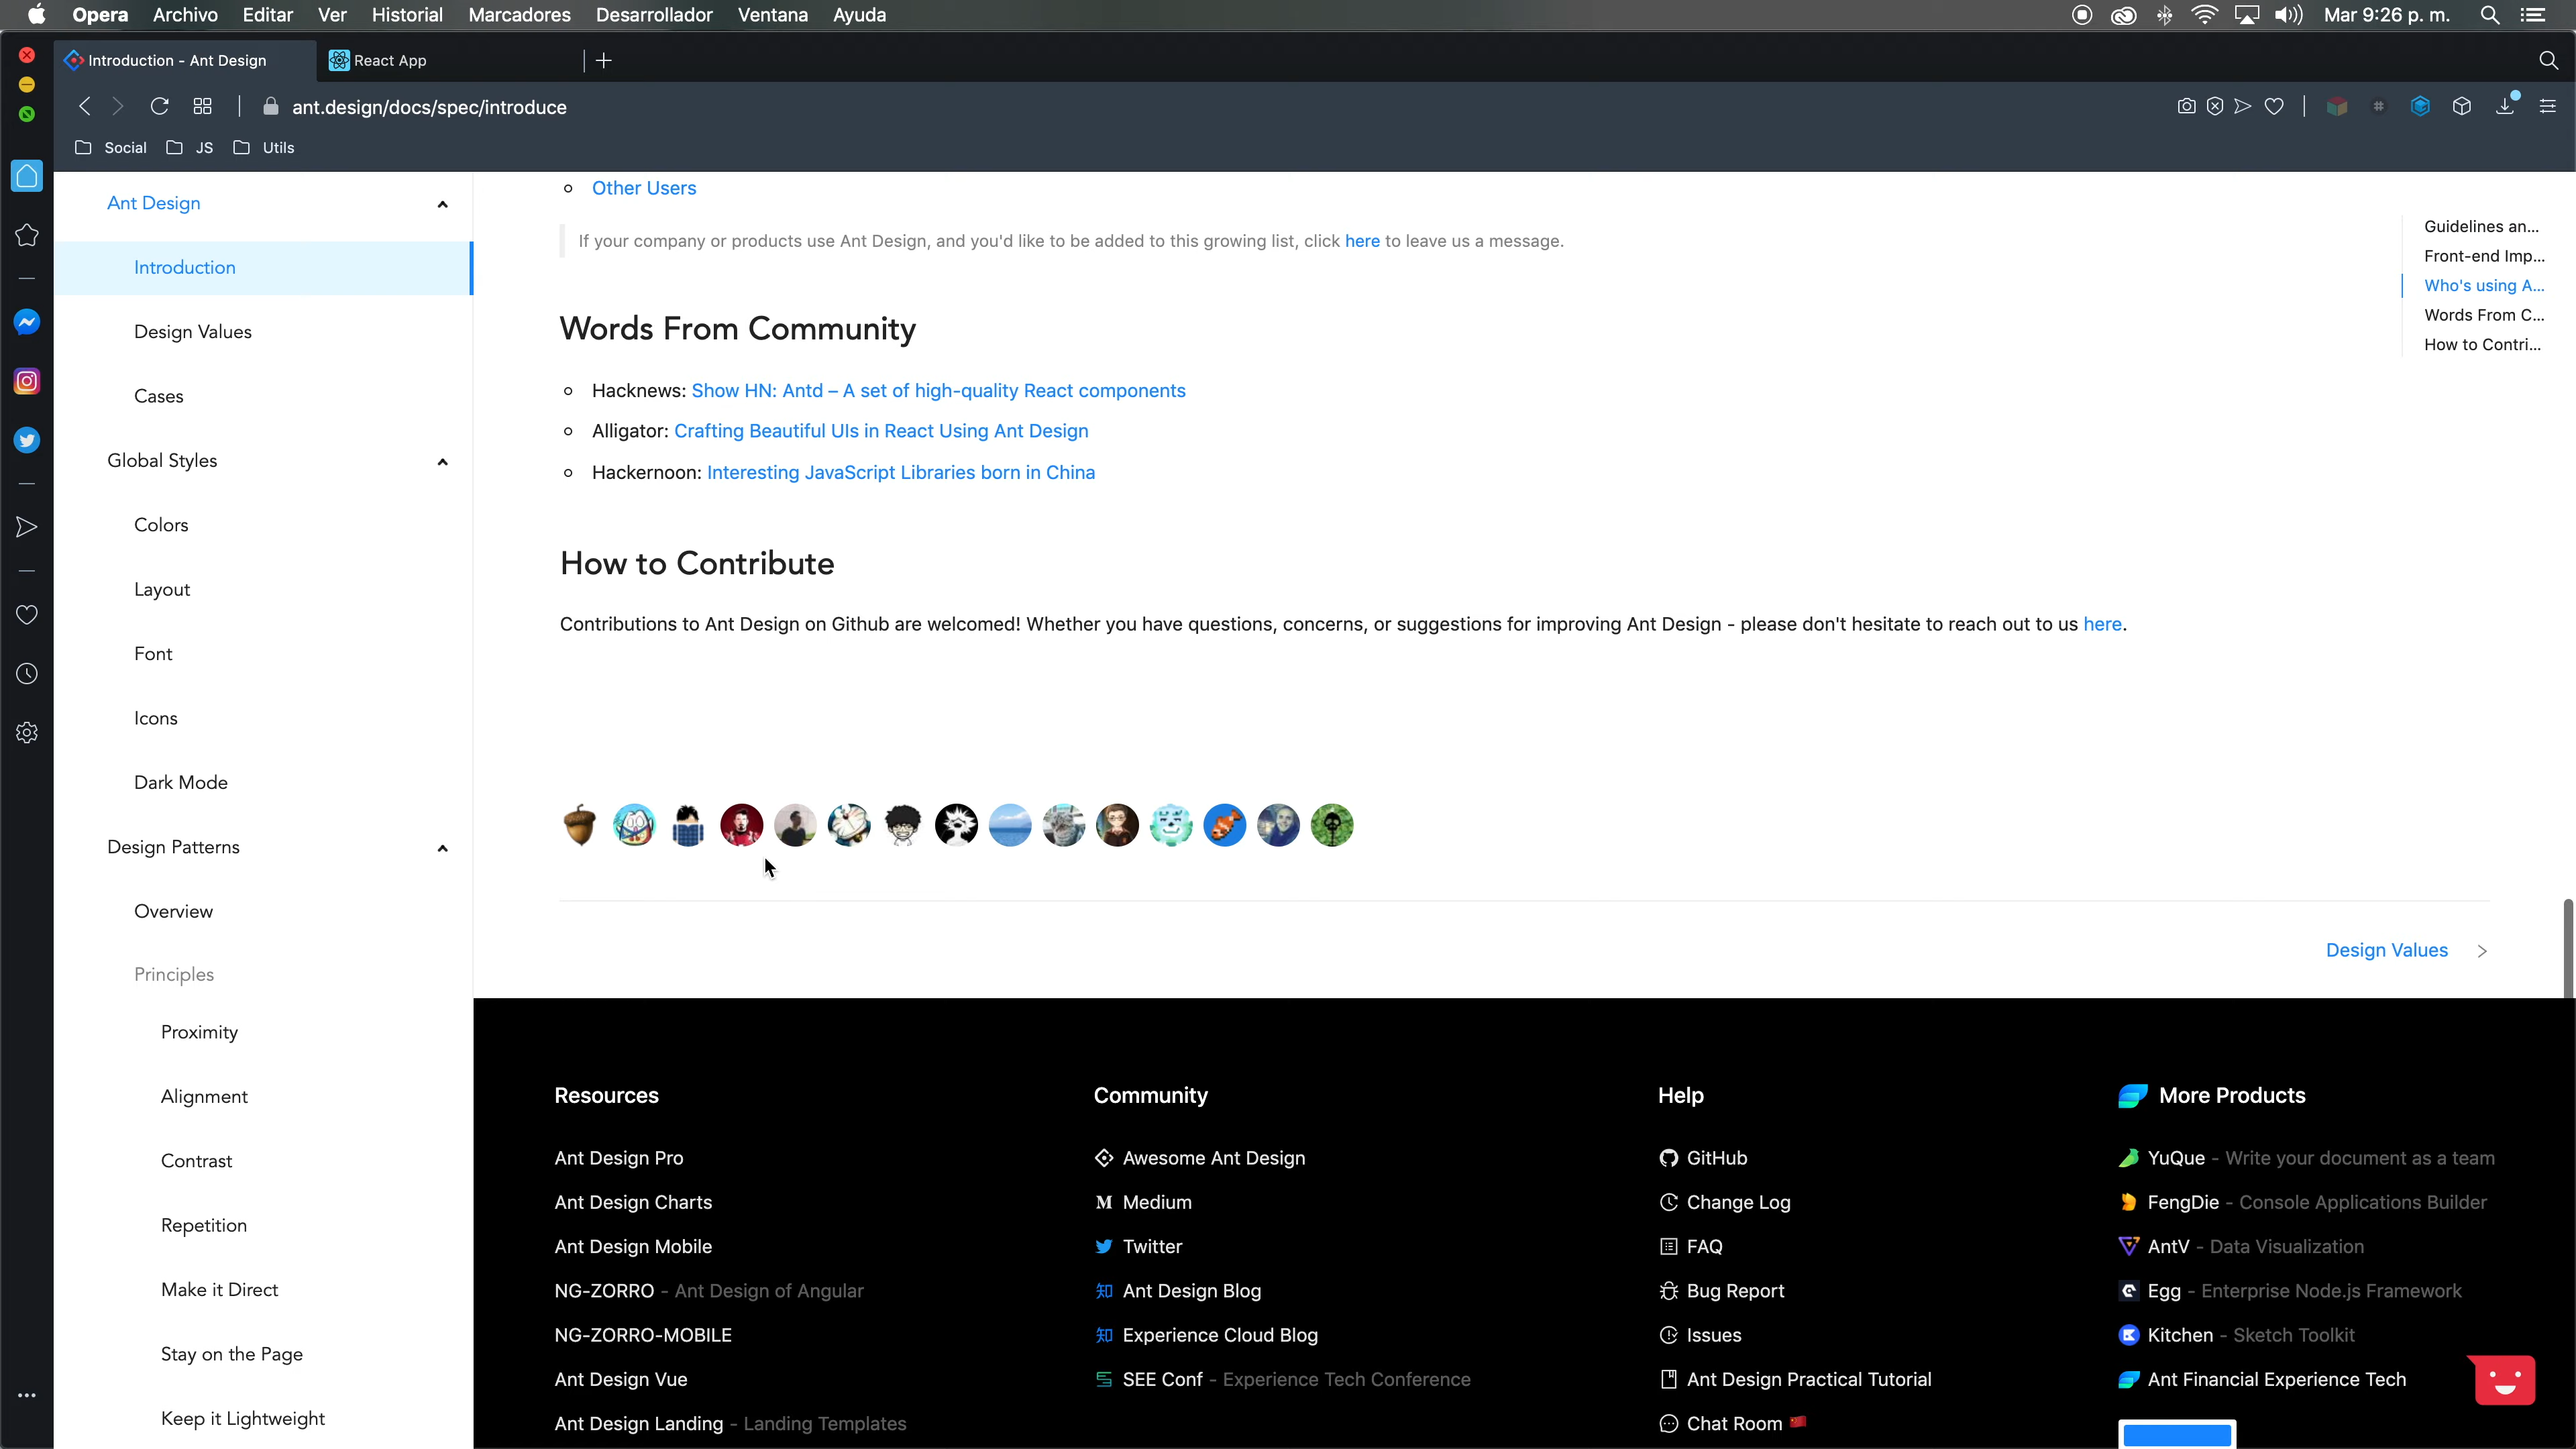 Opera Archivo Editar Ver Historial Marcadores Desarrollador Ventana Ayuda Mar 9:26 p. m.
Introduction - Ant Design React App
ant.design/docs/spec/introduce
Social JS Utils
Ant Design
Introduction
Design Values
Cases
Global Styles
Colors
Layout
Font
Icons
Dark Mode
Design Patterns
Overview
Principles
Proximity
Alignment
Contrast
Repetition
Make it Direct
Stay on the Page
Keep it Lightweight
Other Users
If your company or products use Ant Design, and you'd like to be added to this growing list, click here to leave us a message.
Words From Community
Hacknews: Show HN: Antd – A set of high-quality React components
Alligator: Crafting Beautiful UIs in React Using Ant Design
Hackernoon: Interesting JavaScript Libraries born in China
How to Contribute
Contributions to Ant Design on Github are welcomed! Whether you have questions, concerns, or suggestions for improving Ant Design - please don't hesitate to reach out to us here.
Guidelines an...
Front-end Imp...
Who's using A...
Words From C...
How to Contri...
Design Values
Resources
Ant Design Pro
Ant Design Charts
Ant Design Mobile
NG-ZORRO - Ant Design of Angular
NG-ZORRO-MOBILE
Ant Design Vue
Ant Design Landing - Landing Templates
Community
Awesome Ant Design
Medium
Twitter
知 Ant Design Blog
知 Experience Cloud Blog
SEE Conf - Experience Tech Conference
Help
GitHub
Change Log
FAQ
Bug Report
Issues
Ant Design Practical Tutorial
Chat Room
More Products
YuQue - Write your document as a team
FengDie - Console Applications Builder
AntV - Data Visualization
Egg - Enterprise Node.js Framework
Kitchen - Sketch Toolkit
Ant Financial Experience Tech